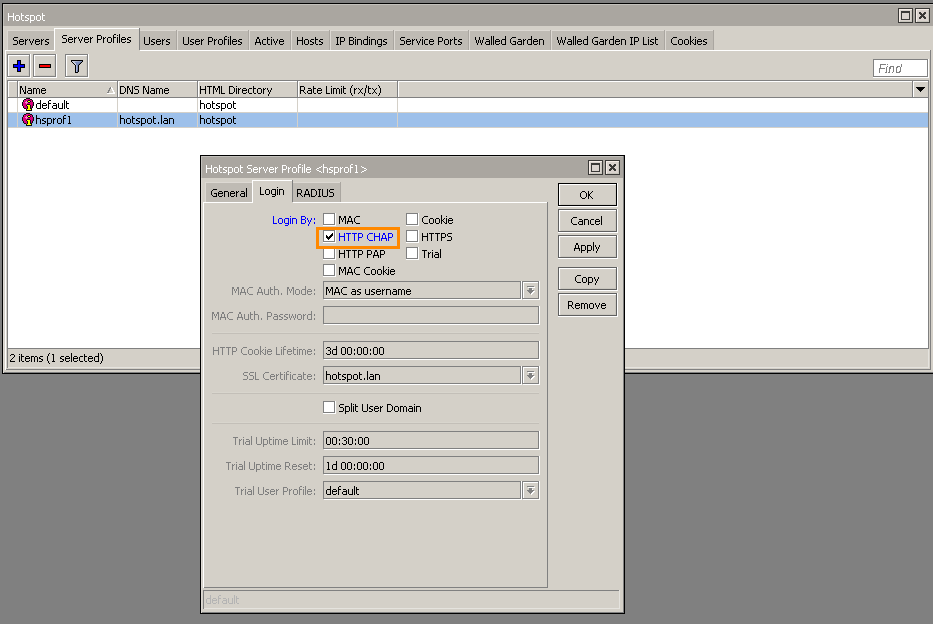 Hotspot
Servers Server Profiles Users User Profiles Active Hosts IP Bindings Service Ports Walled Garden Walled Garden IP List Cookies
Find
Name DNS Name HTML Directory Rate Limit (rx/tx)
default hotspot
hsprof1 hotspot.lan hotspot
2 items (1 selected)
Hotspot Server Profile <hsprof1>
General Login RADIUS
OK
Cancel
Apply
Copy
Remove
Login By: MAC Cookie
HTTP CHAP HTTPS
HTTP PAP Trial
MAC Cookie
MAC Auth. Mode: MAC as username
MAC Auth. Password:
HTTP Cookie Lifetime: 3d 00:00:00
SSL Certificate: hotspot.lan
Split User Domain
Trial Uptime Limit: 00:30:00
Trial Uptime Reset: 1d 00:00:00
Trial User Profile: default
default